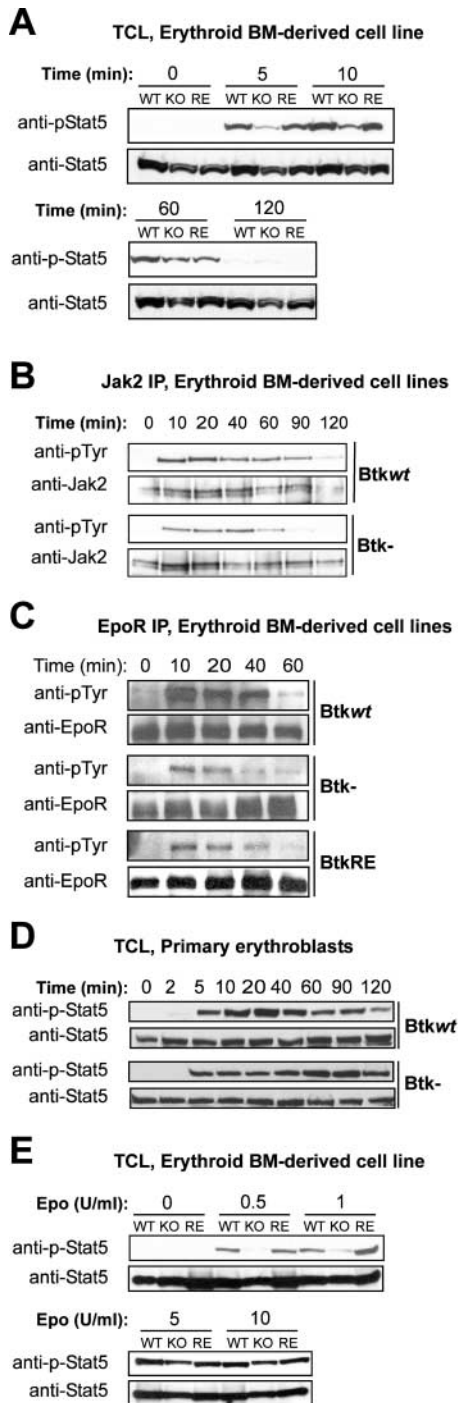 A
TCL, Erythroid BM-derived cell line
Time (min): 0 5 10
WT KO RE WT KO RE WT KO RE
anti-pStat5
anti-Stat5
Time (min): 60 120
WT KO RE WT KO RE
anti-p-Stat5
anti-Stat5
B
Jak2 IP, Erythroid BM-derived cell lines
Time (min): 0 10 20 40 60 90 120
anti-pTyr
anti-Jak2
Btkwt
anti-pTyr
anti-Jak2
Btk-
C
EpoR IP, Erythroid BM-derived cell lines
Time (min): 0 10 20 40 60
anti-pTyr
anti-EpoR
Btkwt
anti-pTyr
anti-EpoR
Btk-
anti-pTyr
anti-EpoR
BtkRE
D
TCL, Primary erythroblasts
Time (min): 0 2 5 10 20 40 60 90 120
anti-p-Stat5
anti-Stat5
Btkwt
anti-p-Stat5
anti-Stat5
Btk-
E
TCL, Erythroid BM-derived cell line
Epo (U/ml): 0 0.5 1
WT KO RE WT KO RE WT KO RE
anti-p-Stat5
anti-Stat5
Epo (U/ml): 5 10
WT KO RE WT KO RE
anti-p-Stat5
anti-Stat5